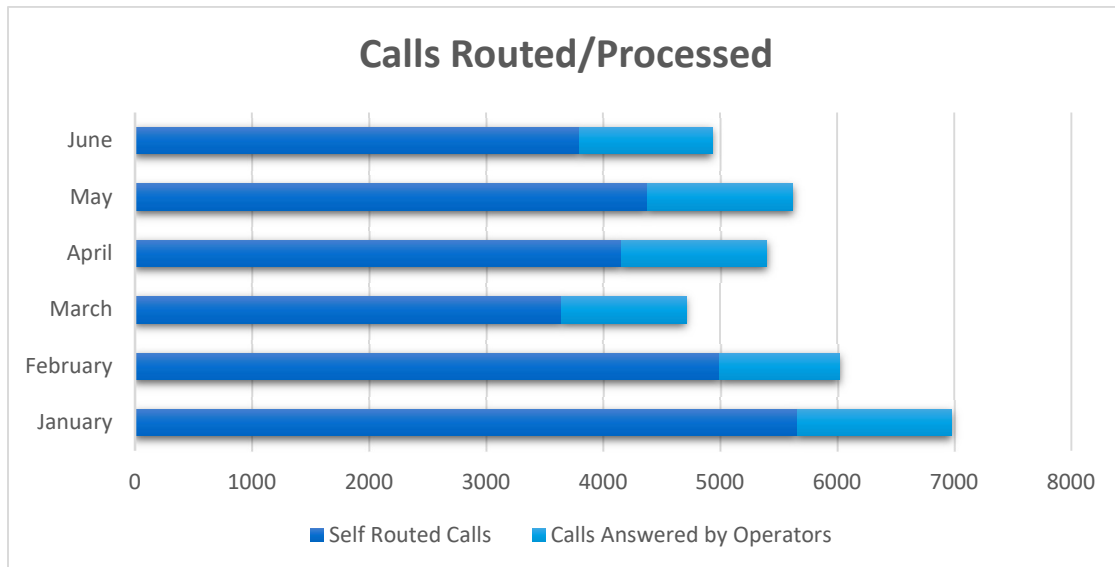 Calls Routed/Processed
June
May
April
March
February
January
0 1000 2000 3000 4000 5000 6000 7000 8000
Self Routed Calls Calls Answered by Operators